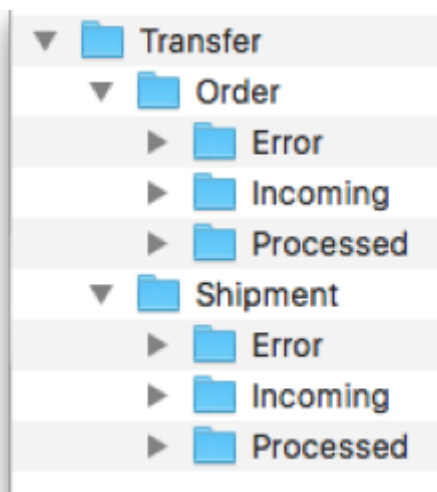 Transfer
Order
Error
Incoming
Processed
Shipment
Error
Incoming
Processed